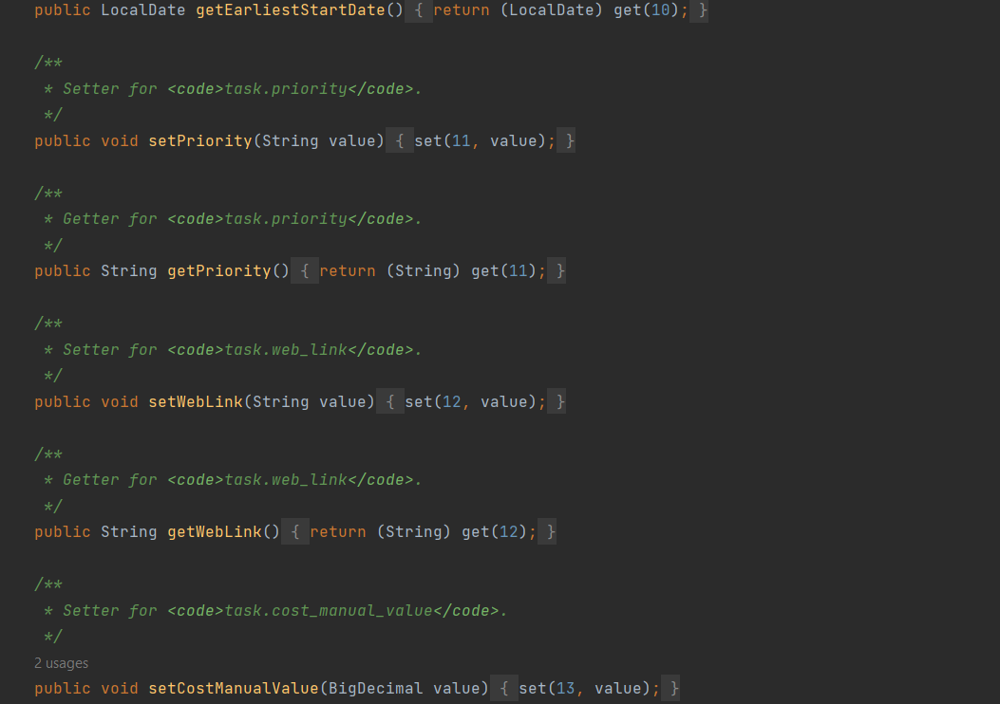 public LocalDate getEarliestStartDate() { return (LocalDate) get(10); }
/**
* Setter for <code>task.priority</code>.
*/
public void setPriority(String value) { set(11, value); }
/**
* Getter for <code>task.priority</code>.
*/
public String getPriority() { return (String) get(11); }
/**
* Setter for <code>task.web_link</code>.
*/
public void setWebLink(String value) { set(12, value); }
/**
* Getter for <code>task.web_link</code>.
*/
public String getWebLink() { return (String) get(12); }
/**
* Setter for <code>task.cost_manual_value</code>.
*/
2 usages
public void setCostManualValue(BigDecimal value) { set(13, value); }